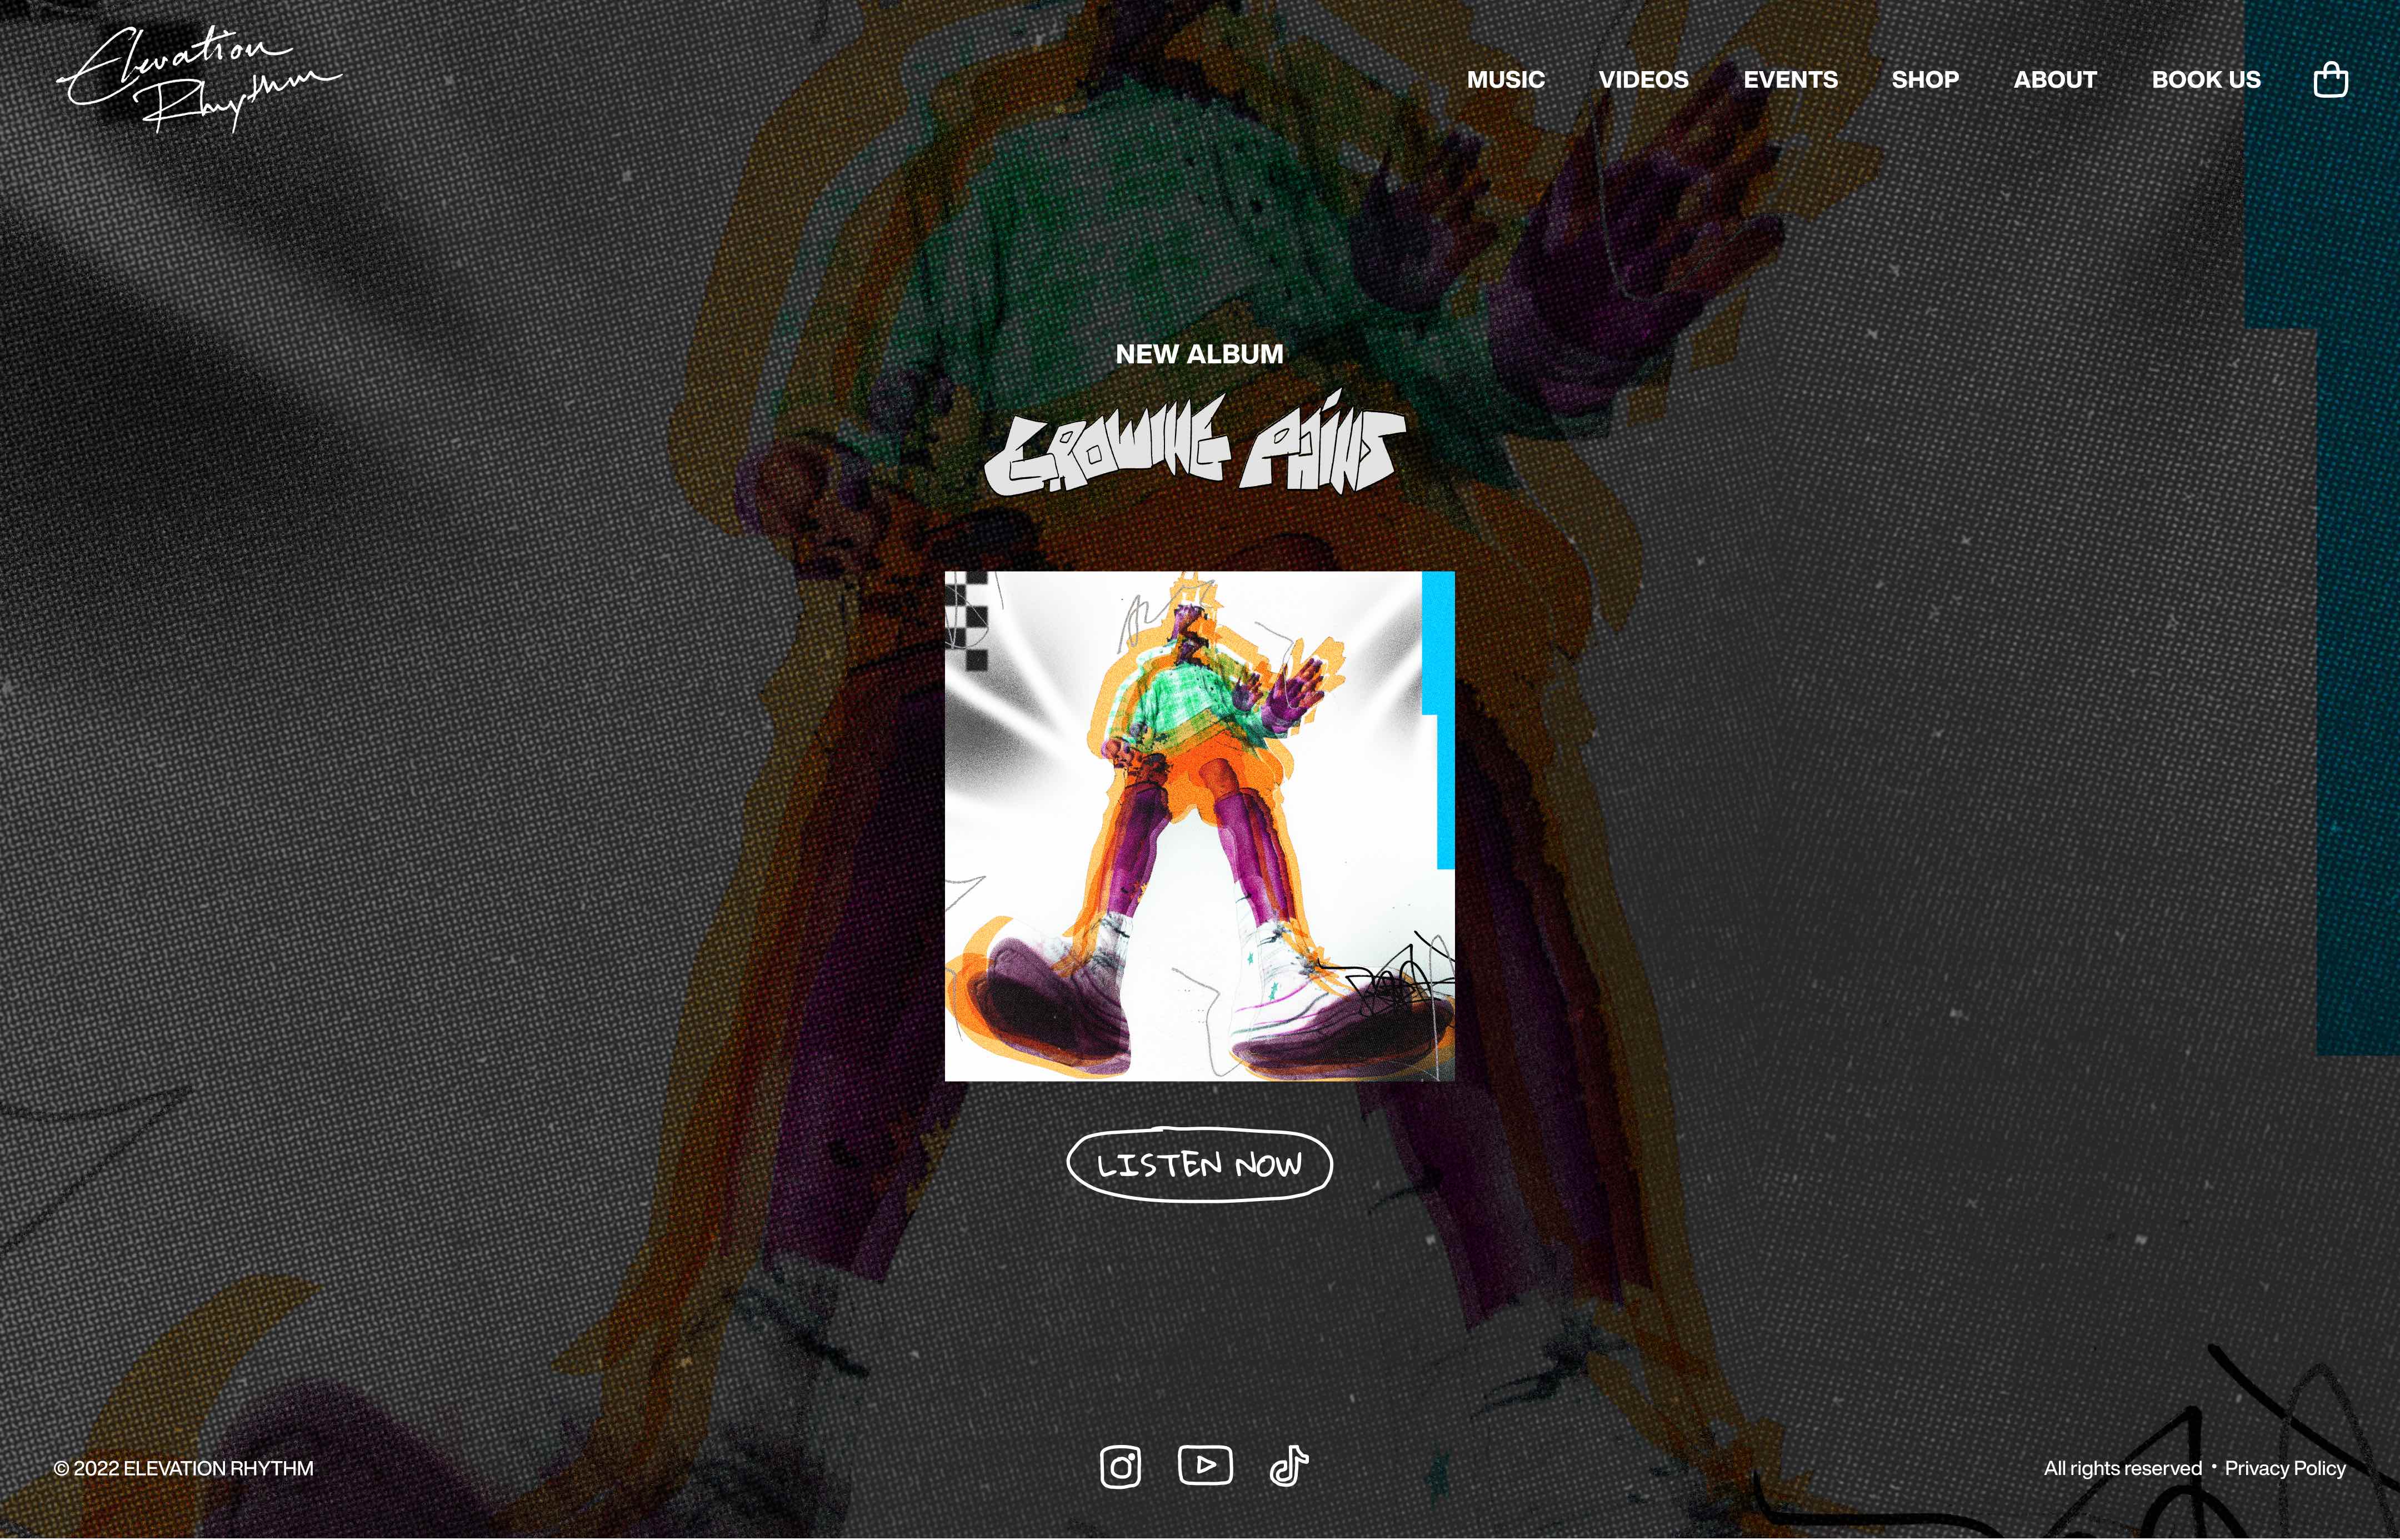 Elevation
Rhythm
MUSIC VIDEOS EVENTS SHOP ABOUT BOOK US
NEW ALBUM
GROWING PAINS
LISTEN NOW
© 2022 ELEVATION RHYTHM
All rights reserved • Privacy Policy